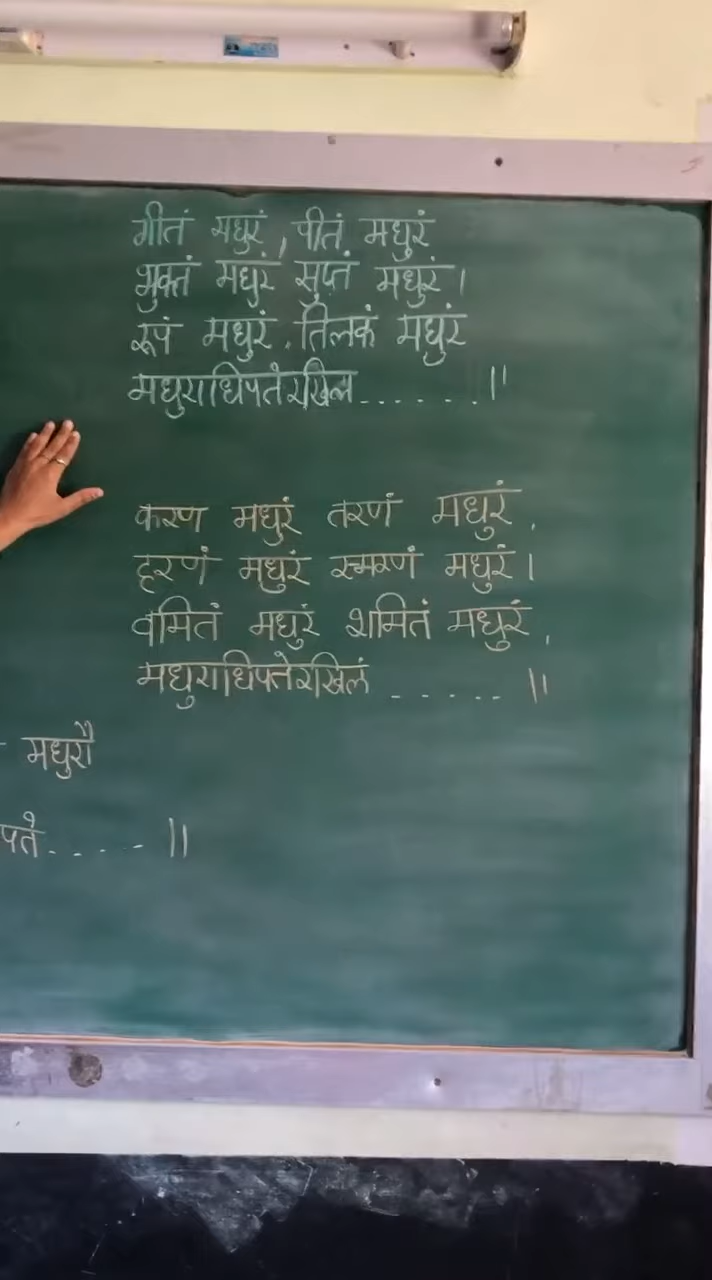 गीतं मधुरं, पीतं मधुरं
भुक्तं मधुरं सुप्तं मधुरं।
रूपं मधुरं, तिलकं मधुरं
मधुराधिपतेरखिल.......॥
करण मधुरं तरणं मधुरं,
हरणं मधुरं स्मरणं मधुरं।
वमितं मधुरं शमितं मधुरं,
मधुराधिपतेरखिलं ......॥
- मधुरौ
पते......॥